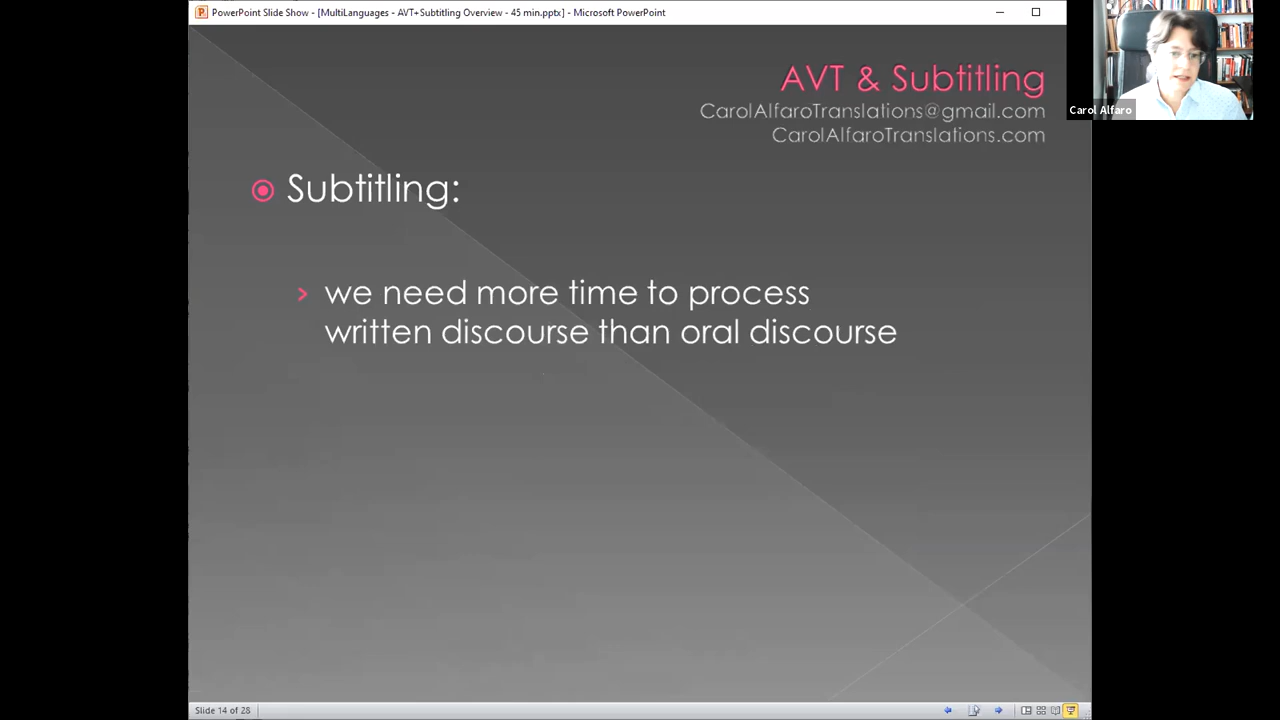 PowerPoint Slide Show - [MultiLanguages - AVT+Subtitling Overview - 45 min.pptx] - Microsoft PowerPoint
AVT & Subtitling
CarolAlfaroTranslations@gmail.com
CarolAlfaroTranslations.com
Carol Alfaro
Subtitling:
we need more time to process
written discourse than oral discourse
Slide 14 of 28